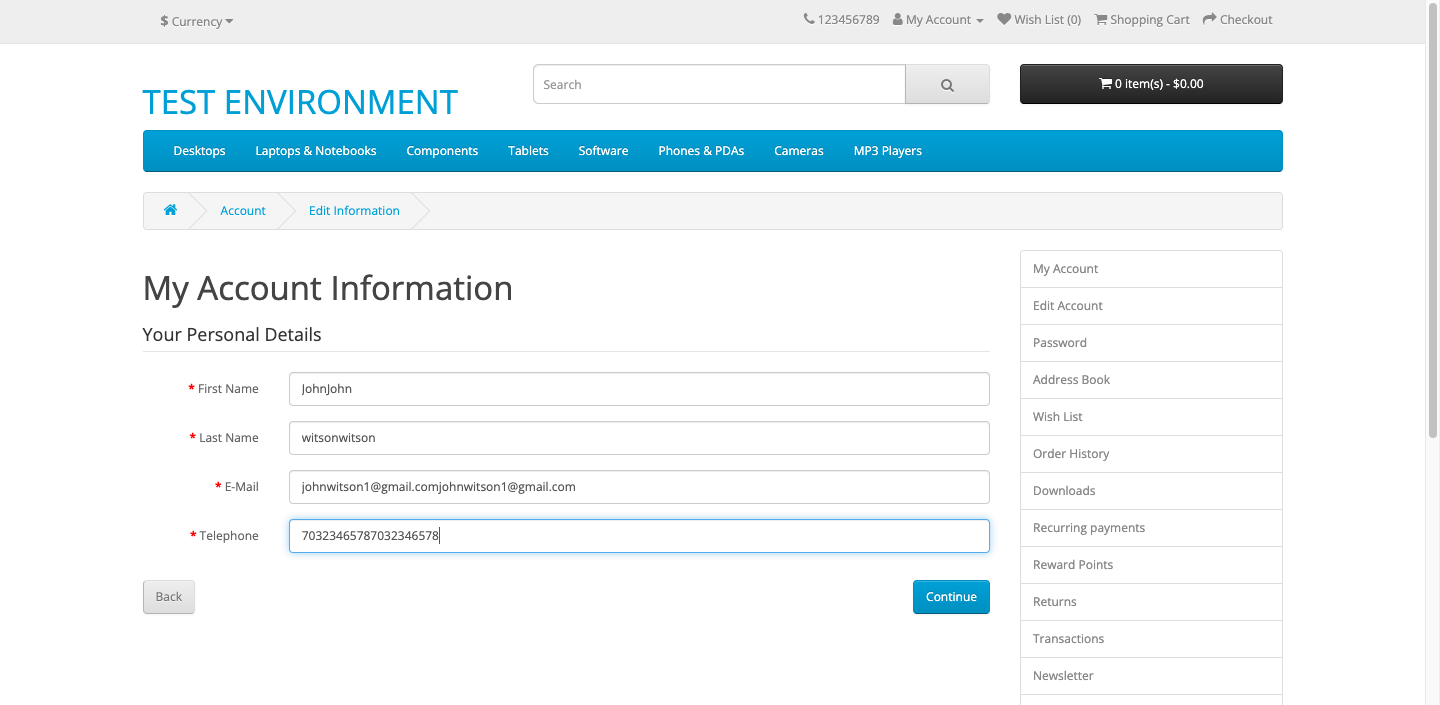 $ Currency
123456789 My Account Wish List (0) Shopping Cart Checkout
TEST ENVIRONMENT
Search
0 item(s) - $0.00
Desktops Laptops & Notebooks Components Tablets Software Phones & PDAs Cameras MP3 Players
Account Edit Information
My Account Information
Your Personal Details
* First Name JohnJohn
* Last Name witsonwitson
* E-Mail johnwitson1@gmail.comjohnwitson1@gmail.com
* Telephone 70323465787032346578
Back Continue
My Account
Edit Account
Password
Address Book
Wish List
Order History
Downloads
Recurring payments
Reward Points
Returns
Transactions
Newsletter